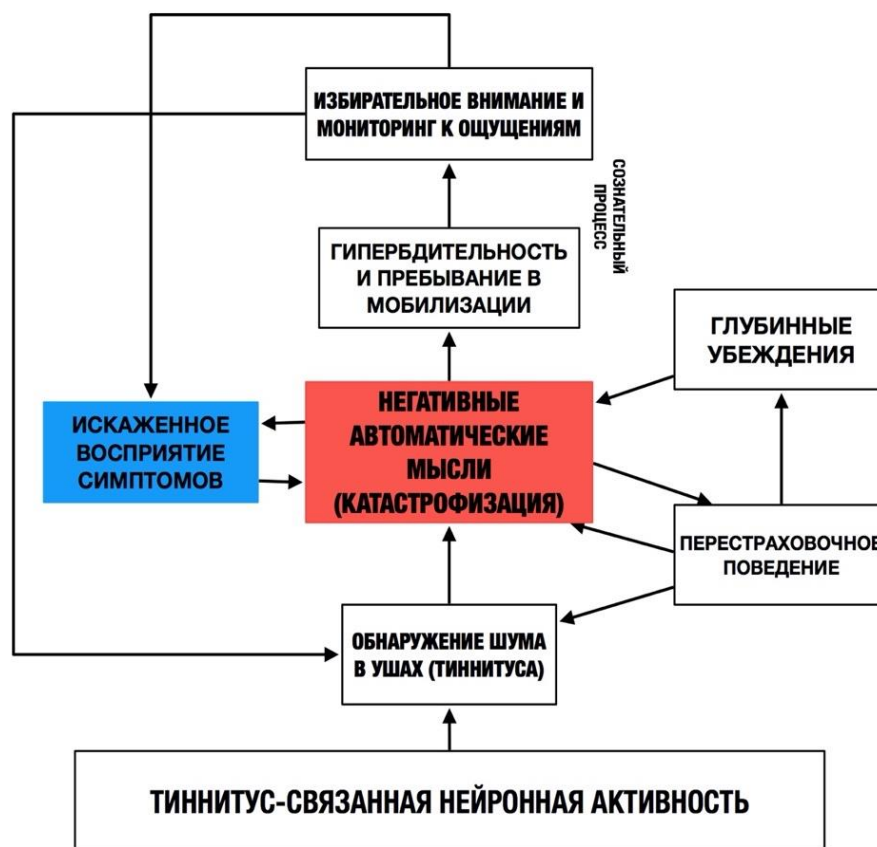 ИЗБИРАТЕЛЬНОЕ ВНИМАНИЕ И
МОНИТОРИНГ К ОЩУЩЕНИЯМ
СОЗНАТЕЛЬНЫЙ
ПРОЦЕСС
ГИПЕРБДИТЕЛЬНОСТЬ
И ПРЕБЫВАНИЕ В
МОБИЛИЗАЦИИ
ГЛУБИННЫЕ
УБЕЖДЕНИЯ
ИСКАЖЕННОЕ
ВОСПРИЯТИЕ
СИМПТОМОВ
НЕГАТИВНЫЕ
АВТОМАТИЧЕСКИЕ
МЫСЛИ
(КАТАСТРОФИЗАЦИЯ)
ПЕРЕСТРАХОВОЧНОЕ
ПОВЕДЕНИЕ
ОБНАРУЖЕНИЕ ШУМА
В УШАХ (ТИННИТУСА)
ТИННИТУС-СВЯЗАННАЯ НЕЙРОННАЯ АКТИВНОСТЬ